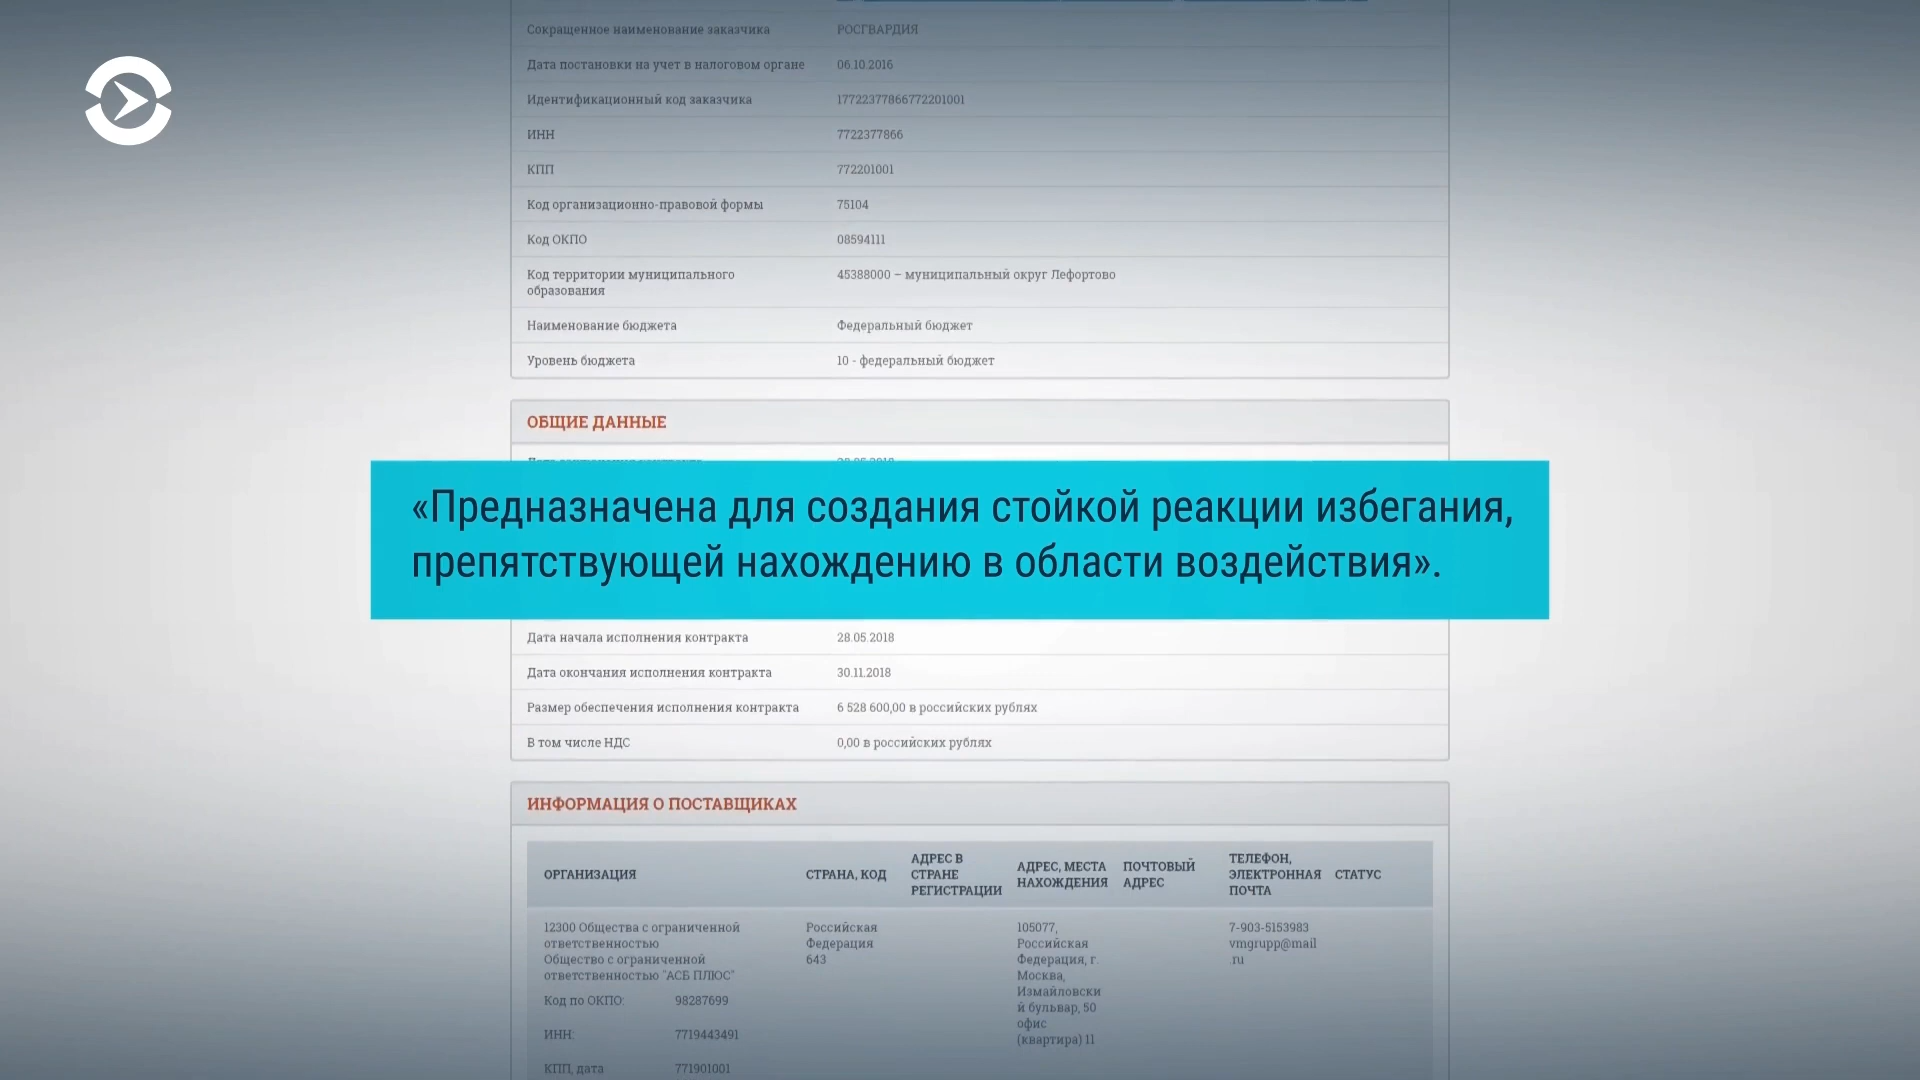 Сокращенное наименование заказчика РОСГВАРДИЯ
Дата постановки на учет в налоговом органе 06.10.2016
Идентификационный код заказчика 17722377866772201001
ИНН 7722377866
КПП 772201001
Код организационно-правовой формы 75104
Код ОКПО 08594111
Код территории муниципального 45388000 – муниципальный округ Лефортово
образования
Наименование бюджета Федеральный бюджет
Уровень бюджета 10 - федеральный бюджет
ОБЩИЕ ДАННЫЕ
«Предназначена для создания стойкой реакции избегания,
препятствующей нахождению в области воздействия».
Дата начала исполнения контракта 28.05.2018
Дата окончания исполнения контракта 30.11.2018
Размер обеспечения исполнения контракта 6 528 600,00 в российских рублях
В том числе НДС 0,00 в российских рублях
ИНФОРМАЦИЯ О ПОСТАВЩИКАХ
ОРГАНИЗАЦИЯ
СТРАНА, КОД
АДРЕС В
СТРАНЕ
РЕГИСТРАЦИИ
АДРЕС, МЕСТА
НАХОЖДЕНИЯ
ПОЧТОВЫЙ
АДРЕС
ТЕЛЕФОН,
ЭЛЕКТРОННАЯ
ПОЧТА
СТАТУС
12300 Общества с ограниченной
ответственностью
Общество с ограниченной
ответственностью "АСБ ПЛЮС"
Код по ОКПО: 98287699
ИНН: 7719443491
КПП, дата 771901001
Российская
Федерация
643
105077,
Российская
Федерация, г.
Москва,
Измайловски
й бульвар, 50
офис
(квартира) 11
7-903-5153983
vmgrupp@mail
.ru